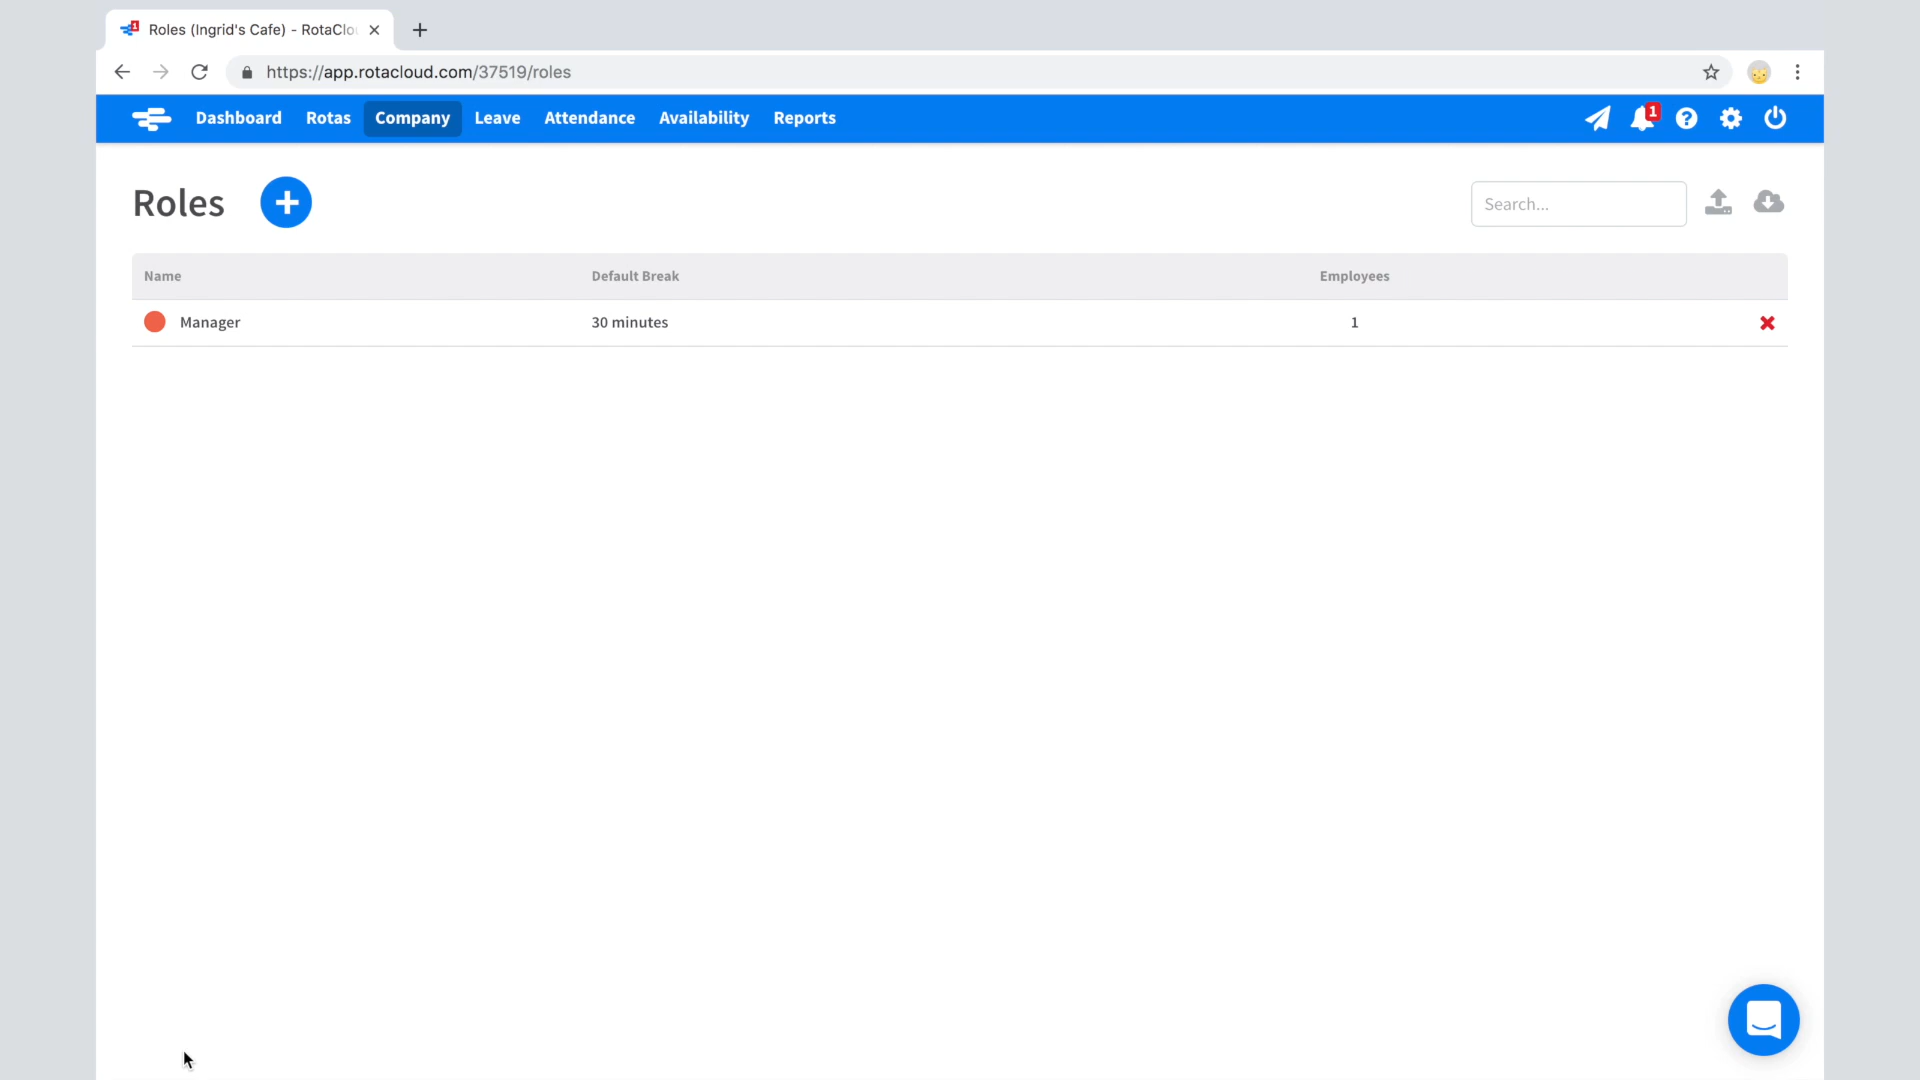 Roles (Ingrid's Cafe) - RotaClo
https://app.rotacloud.com/37519/roles
Dashboard Rotas Company Leave Attendance Availability Reports 1
Roles
Search...
Name Default Break Employees
Manager 30 minutes 1